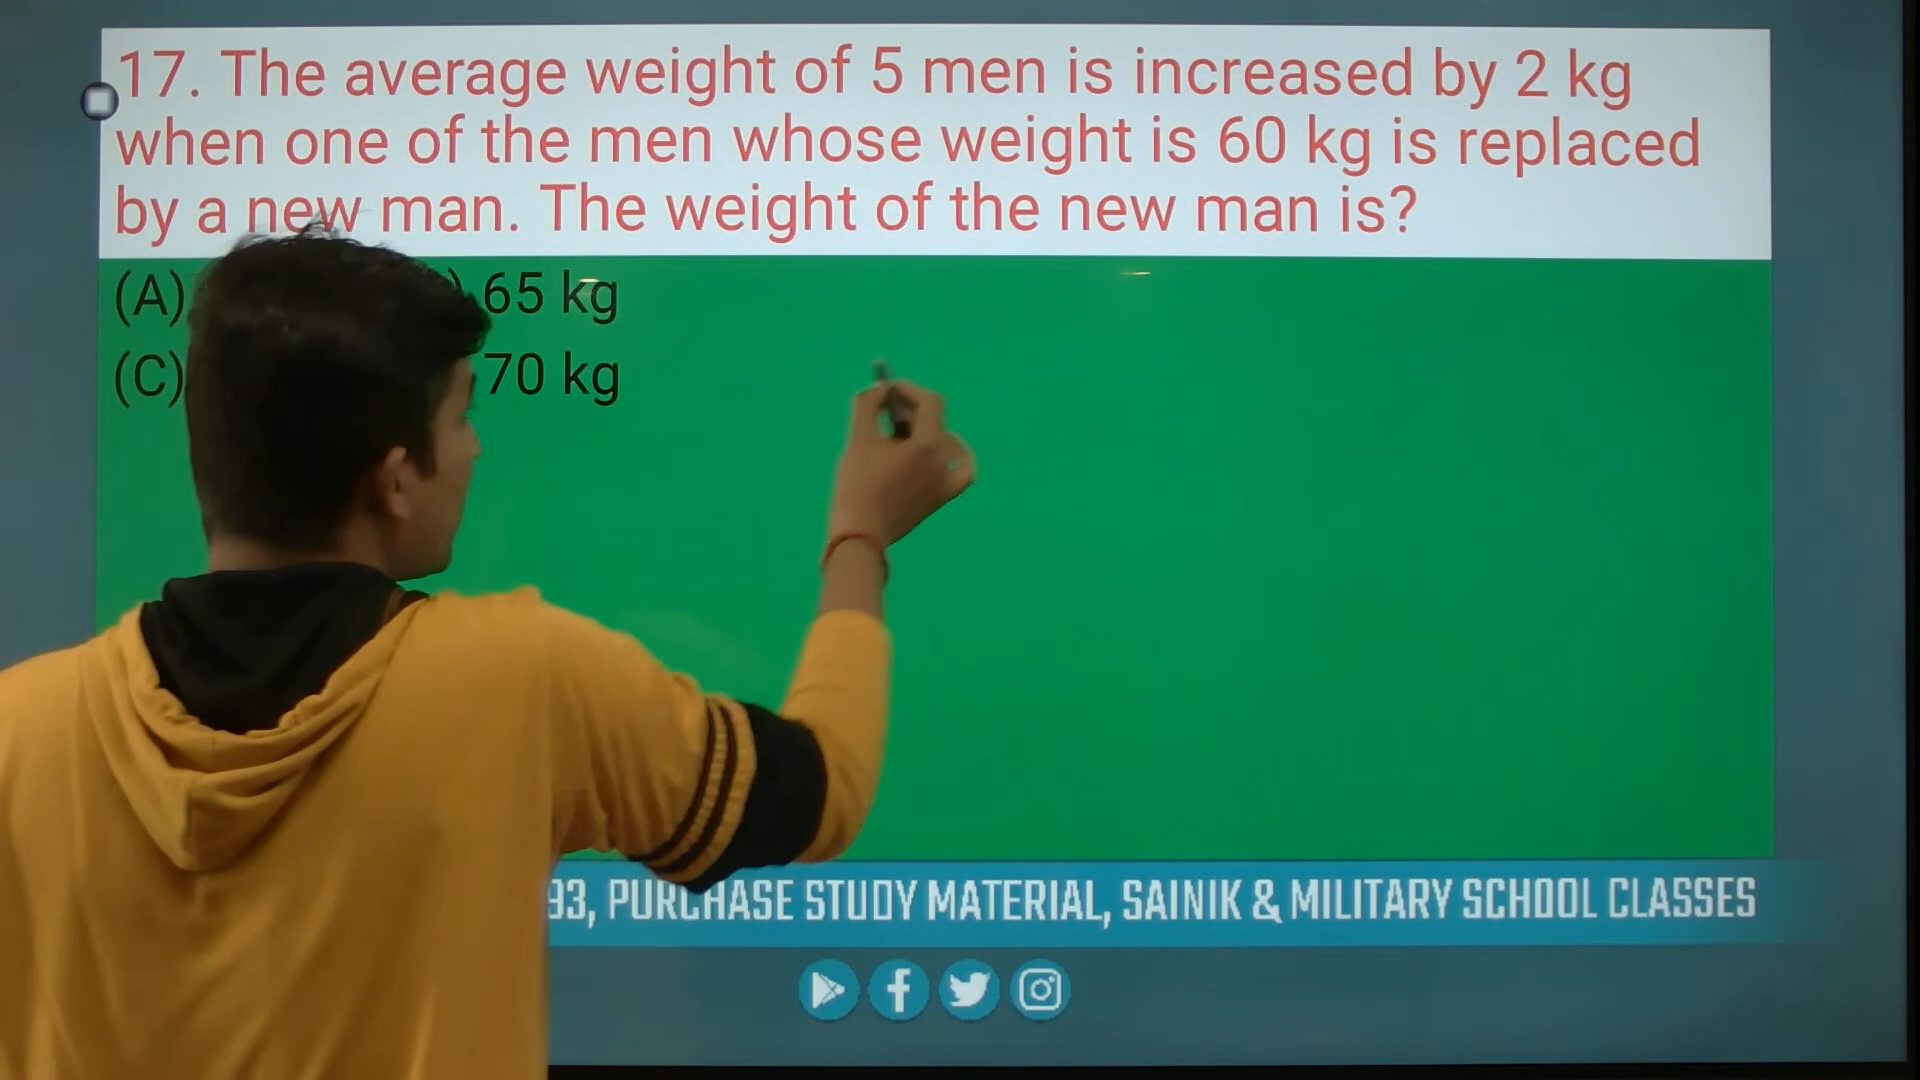 17. The average weight of 5 men is increased by 2 kg
when one of the men whose weight is 60 kg is replaced
by a new man. The weight of the new man is?
(A) 65 kg
(C) 70 kg
93, PURCHASE STUDY MATERIAL, SAINIK & MILITARY SCHOOL CLASSES